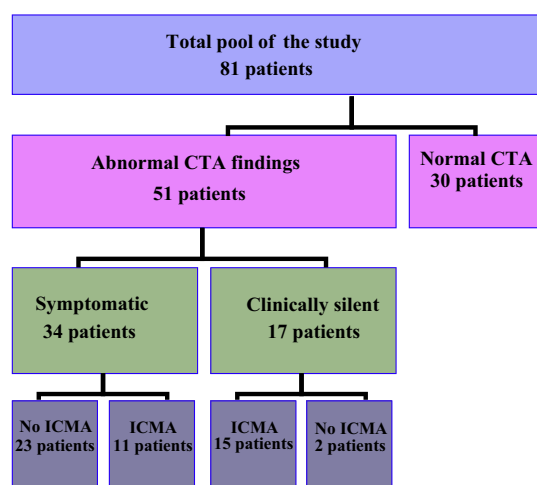 Total pool of the study
81 patients
Abnormal CTA findings
51 patients
Normal CTA
30 patients
Symptomatic
34 patients
Clinically silent
17 patients
No ICMA
23 patients
ICMA
11 patients
ICMA
15 patients
No ICMA
2 patients